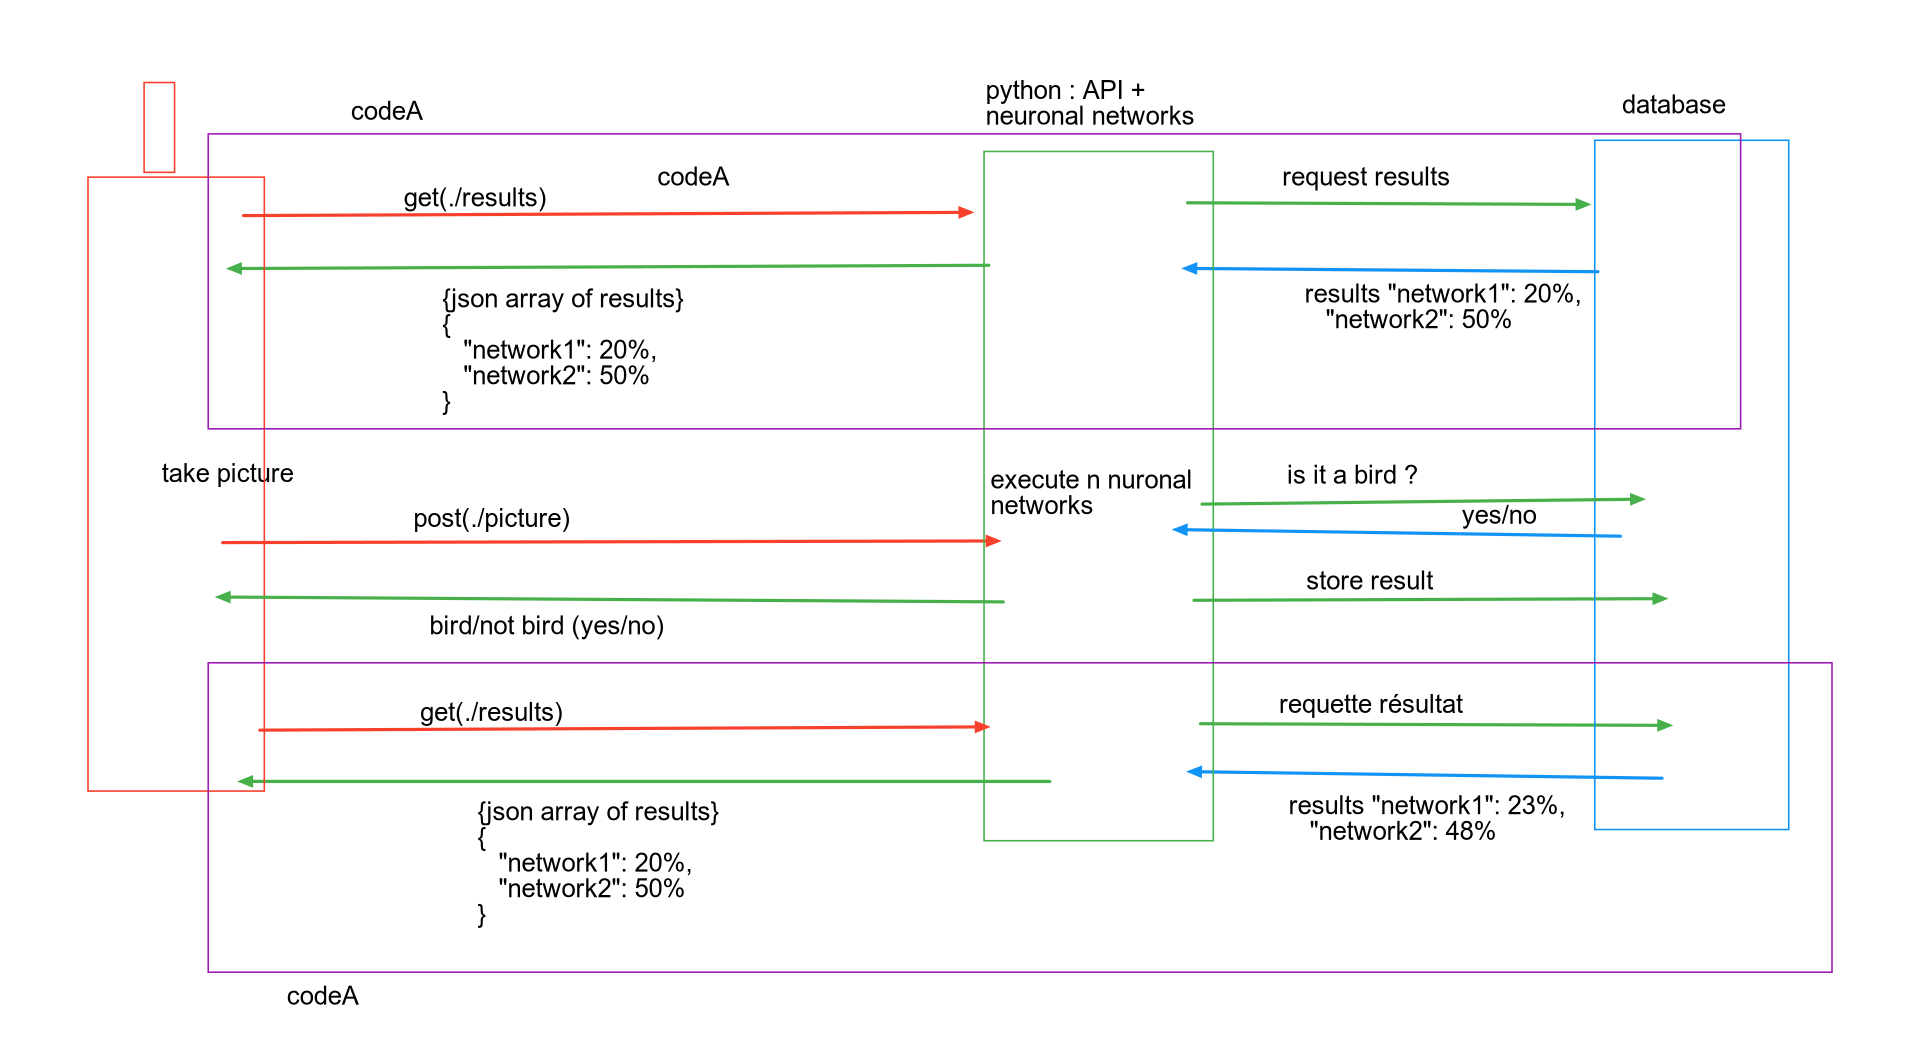 codeA
python : API +
neuronal networks
database
codeA
get(./results)
request results
{json array of results}
{
"network1": 20%,
"network2": 50%
}
results "network1": 20%,
"network2": 50%
take picture
post(./picture)
execute n nuronal
networks
is it a bird ?
yes/no
store result
bird/not bird (yes/no)
get(./results)
requette résultat
{json array of results}
{
"network1": 20%,
"network2": 50%
}
results "network1": 23%,
"network2": 48%
codeA